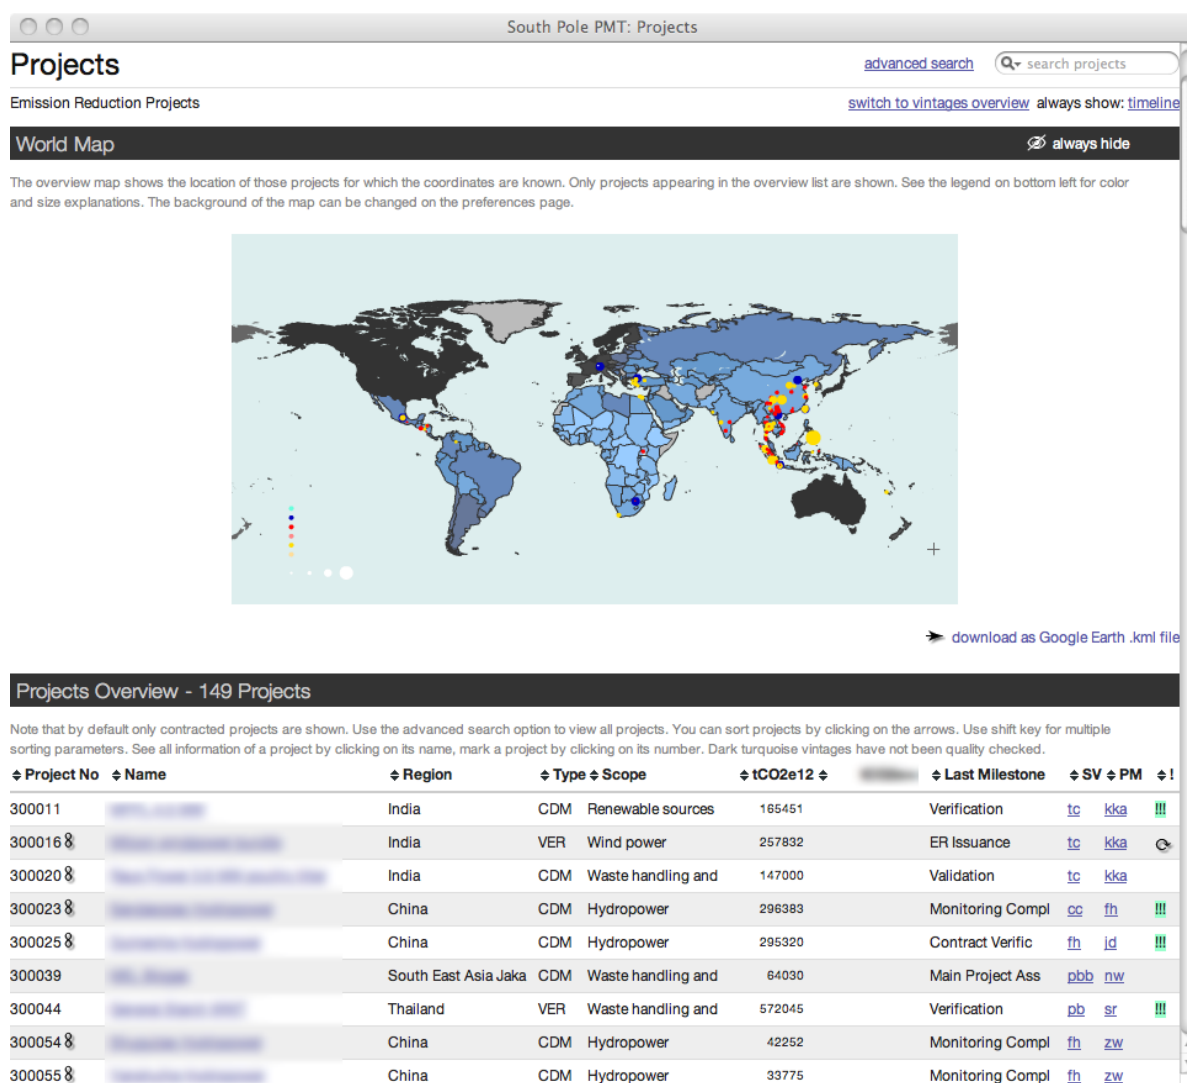 South Pole PMT: Projects
Projects
advanced search
search projects
Emission Reduction Projects
switch to vintages overview always show: timeline
World Map
always hide
The overview map shows the location of those projects for which the coordinates are known. Only projects appearing in the overview list are shown. See the legend on bottom left for color
and size explanations. The background of the map can be changed on the preferences page.
download as Google Earth .kml file
Projects Overview - 149 Projects
Note that by default only contracted projects are shown. Use the advanced search option to view all projects. You can sort projects by clicking on the arrows. Use shift key for multiple
sorting parameters. See all information of a project by clicking on its name, mark a project by clicking on its number. Dark turquoise vintages have not been quality checked.
Project No Name Region Type Scope tCO2e12 Last Milestone SV PM !
300011 India CDM Renewable sources 165451 Verification tc kka !!!
300016 India VER Wind power 257832 ER Issuance tc kka
300020 India CDM Waste handling and 147000 Validation tc kka
300023 China CDM Hydropower 296383 Monitoring Compl cc fh !!!
300025 China CDM Hydropower 295320 Contract Verific fh jd !!!
300039 South East Asia Jaka CDM Waste handling and 64030 Main Project Ass pbb nw
300044 Thailand VER Waste handling and 572045 Verification pb sr !!!
300054 China CDM Hydropower 42252 Monitoring Compl fh zw
300055 China CDM Hydropower 33775 Monitoring Compl fh zw